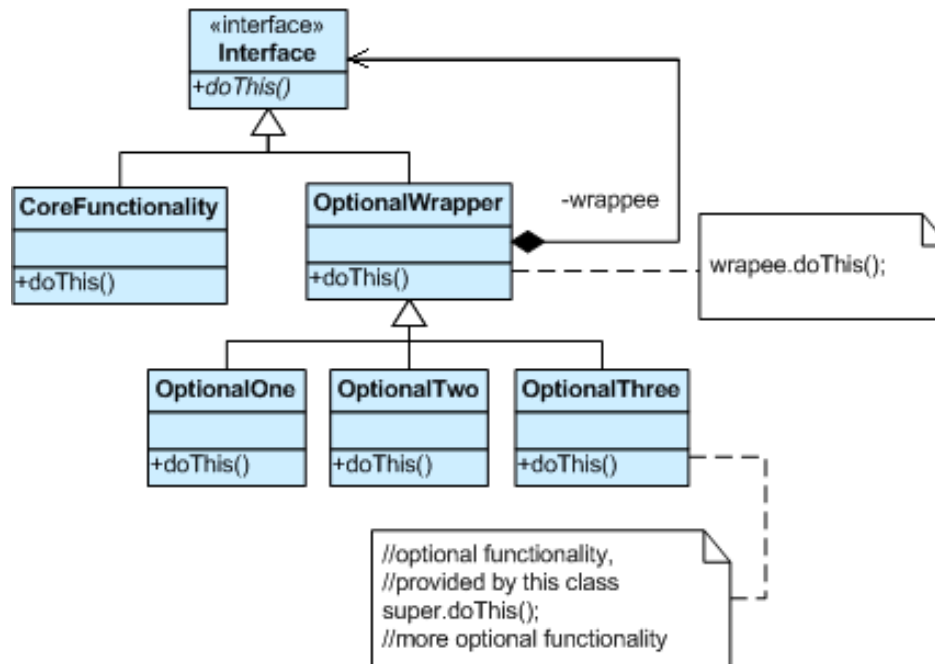 «interface»
Interface
+doThis()
CoreFunctionality
+doThis()
OptionalWrapper
+doThis()
-wrappee
wrapee.doThis();
OptionalOne
+doThis()
OptionalTwo
+doThis()
OptionalThree
+doThis()
//optional functionality,
//provided by this class
super.doThis();
//more optional functionality